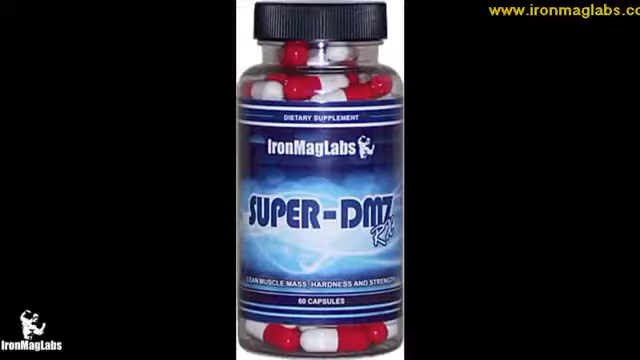 www.ironmaglabs.co
DIETARY SUPPLEMENT
IronMagLabs
SUPER-DMZ
RX
LEAN MUSCLE MASS, HARDNESS AND STRENGTH
60 CAPSULES
IronMagLabs